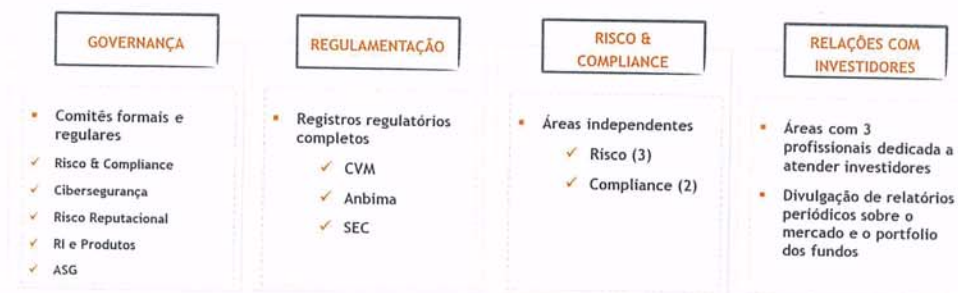 GOVERNANÇA
Comitês formais e
regulares
Risco & Compliance
Cibersegurança
Risco Reputacional
RI e Produtos
ASG
REGULAMENTAÇÃO
Registros regulatórios
completos
CVM
Anbima
SEC
RISCO &
COMPLIANCE
Áreas independentes
Risco (3)
Compliance (2)
RELAÇÕES COM
INVESTIDORES
Áreas com 3
profissionais dedicada a
atender investidores
Divulgação de relatórios
periódicos sobre o
mercado e o portfolio
dos fundos